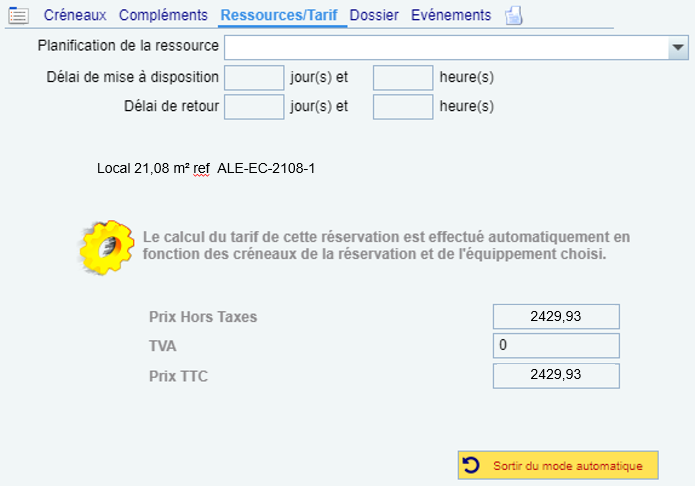 Créneaux Compléments Ressources/Tarif Dossier Evénements
Planification de la ressource
Délai de mise à disposition jour(s) et heure(s)
Délai de retour jour(s) et heure(s)
Local 21,08 m² ref ALE-EC-2108-1
Le calcul du tarif de cette réservation est effectué automatiquement en
fonction des créneaux de la réservation et de l'équippement choisi.
Prix Hors Taxes 2429,93
TVA 0
Prix TTC 2429,93
Sortir du mode automatique